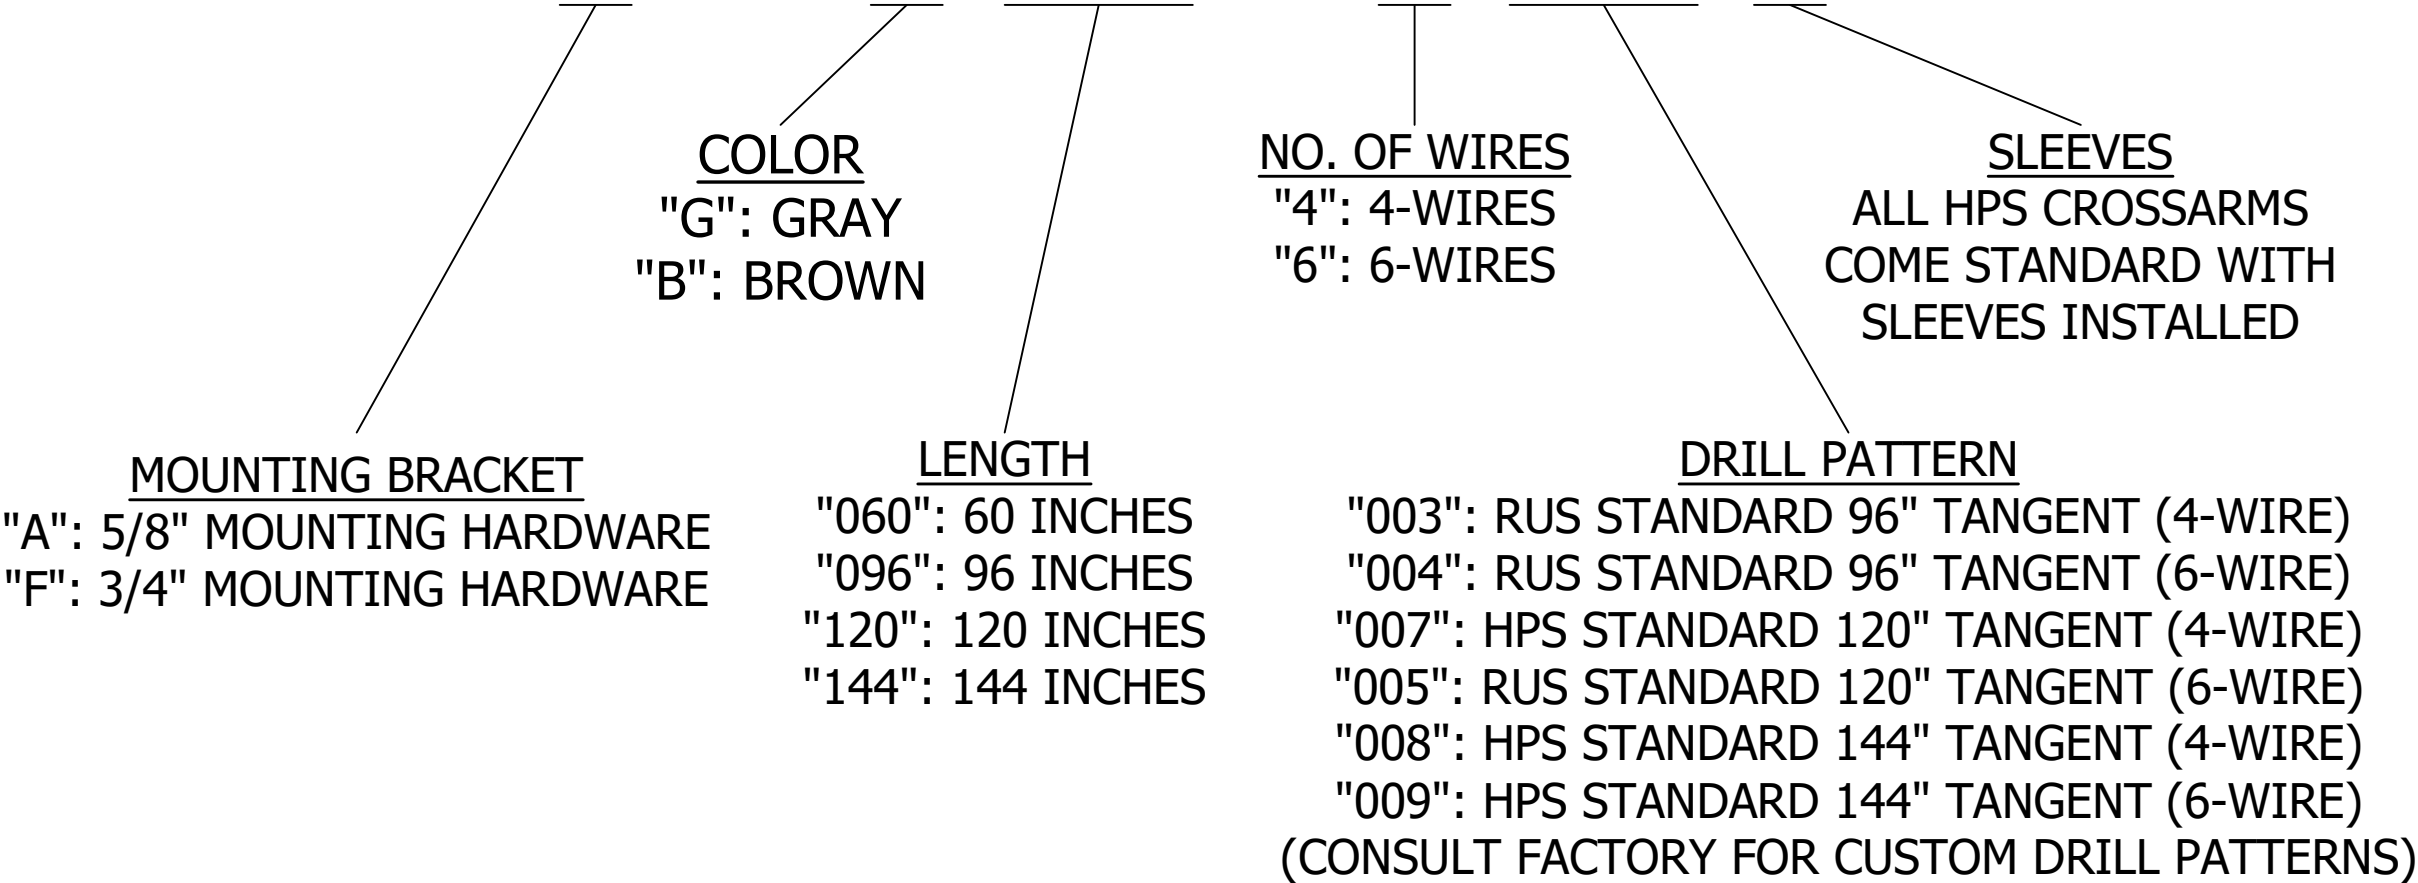 COLOR
"G": GRAY
"B": BROWN
NO. OF WIRES
"4": 4-WIRES
"6": 6-WIRES
SLEEVES
ALL HPS CROSSARMS
COME STANDARD WITH
SLEEVES INSTALLED
MOUNTING BRACKET
"A": 5/8" MOUNTING HARDWARE
"F": 3/4" MOUNTING HARDWARE
LENGTH
"060": 60 INCHES
"096": 96 INCHES
"120": 120 INCHES
"144": 144 INCHES
DRILL PATTERN
"003": RUS STANDARD 96" TANGENT (4-WIRE)
"004": RUS STANDARD 96" TANGENT (6-WIRE)
"007": HPS STANDARD 120" TANGENT (4-WIRE)
"005": RUS STANDARD 120" TANGENT (6-WIRE)
"008": HPS STANDARD 144" TANGENT (4-WIRE)
"009": HPS STANDARD 144" TANGENT (6-WIRE)
(CONSULT FACTORY FOR CUSTOM DRILL PATTERNS)